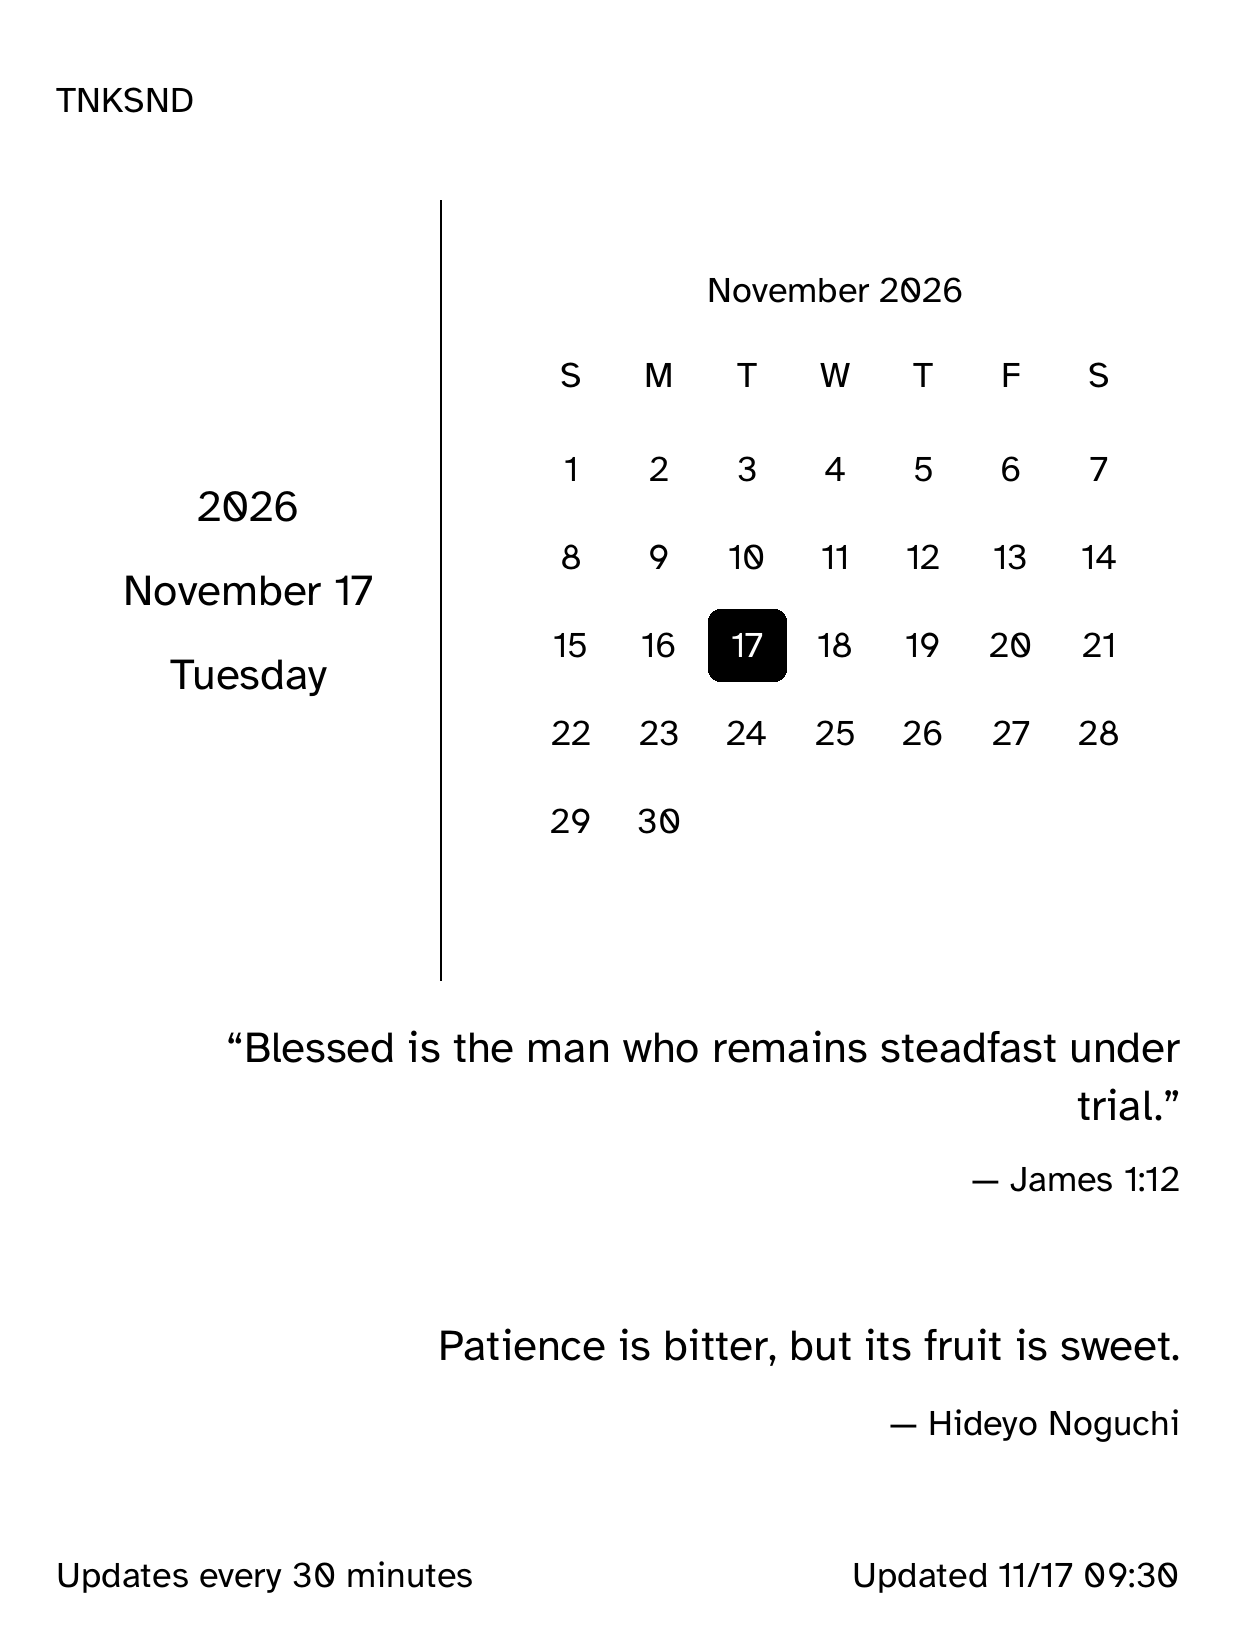 TNKSND
2026
November 17
Tuesday
November 2026
S M T W T F S
1 2 3 4 5 6 7
8 9 10 11 12 13 14
15 16 17 18 19 20 21
22 23 24 25 26 27 28
29 30
“Blessed is the man who remains steadfast under
trial.”
— James 1:12
Patience is bitter, but its fruit is sweet.
— Hideyo Noguchi
Updates every 30 minutes
Updated 11/17 09:30